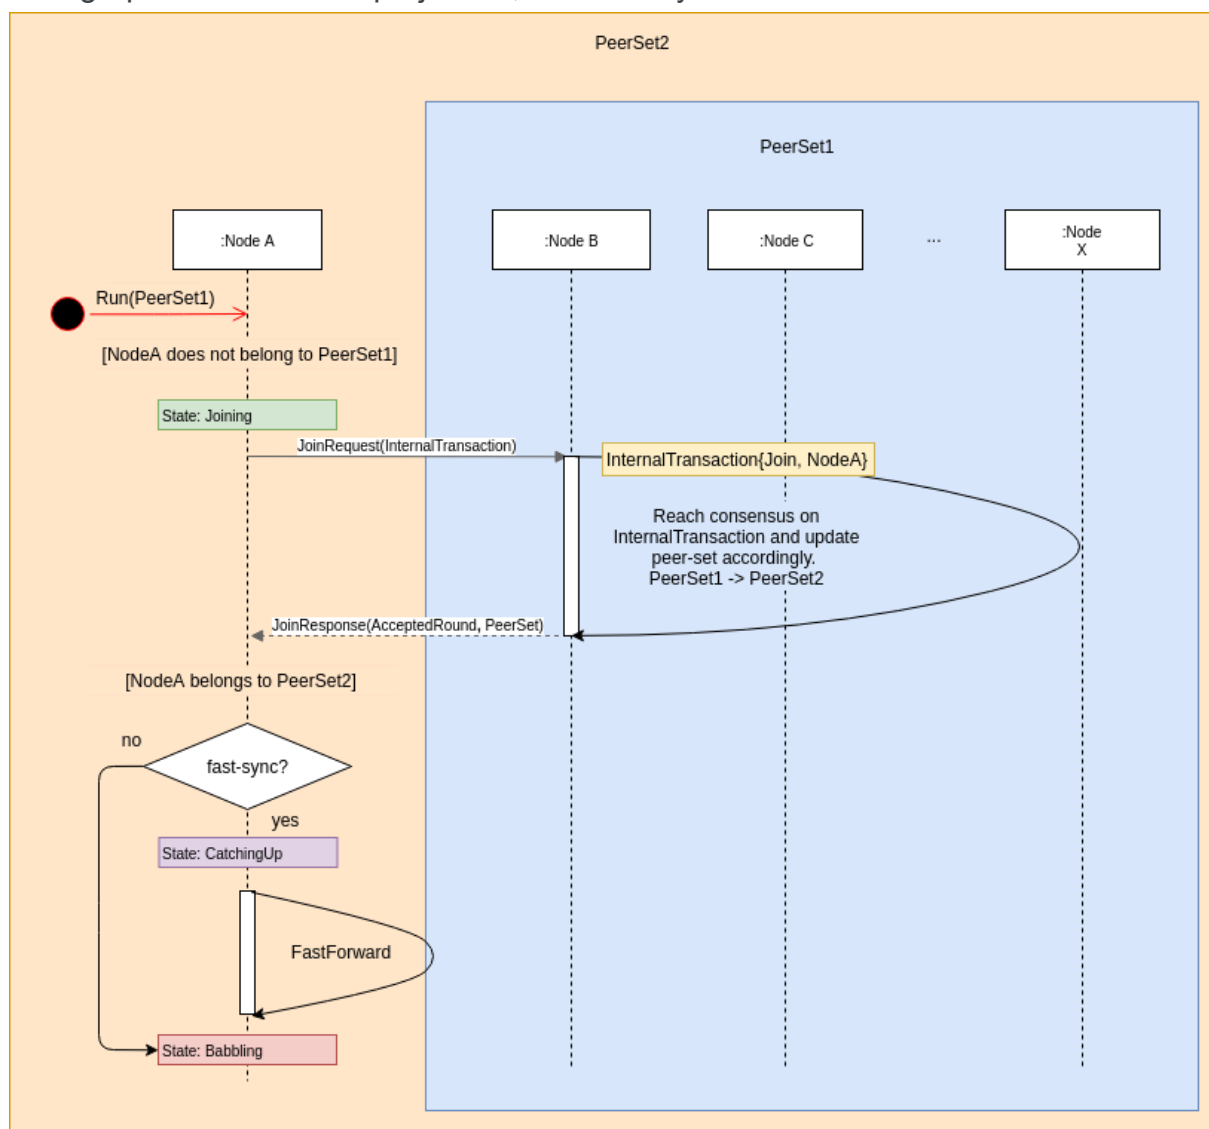 PeerSet2
PeerSet1
:Node A
:Node B
:Node C
...
:Node
X
Run(PeerSet1)
[NodeA does not belong to PeerSet1]
State: Joining
JoinRequest(InternalTransaction)
InternalTransaction{Join, NodeA}
Reach consensus on
InternalTransaction and update
peer-set accordingly.
PeerSet1 -> PeerSet2
JoinResponse(AcceptedRound, PeerSet)
[NodeA belongs to PeerSet2]
no
fast-sync?
yes
State: CatchingUp
FastForward
State: Babbling